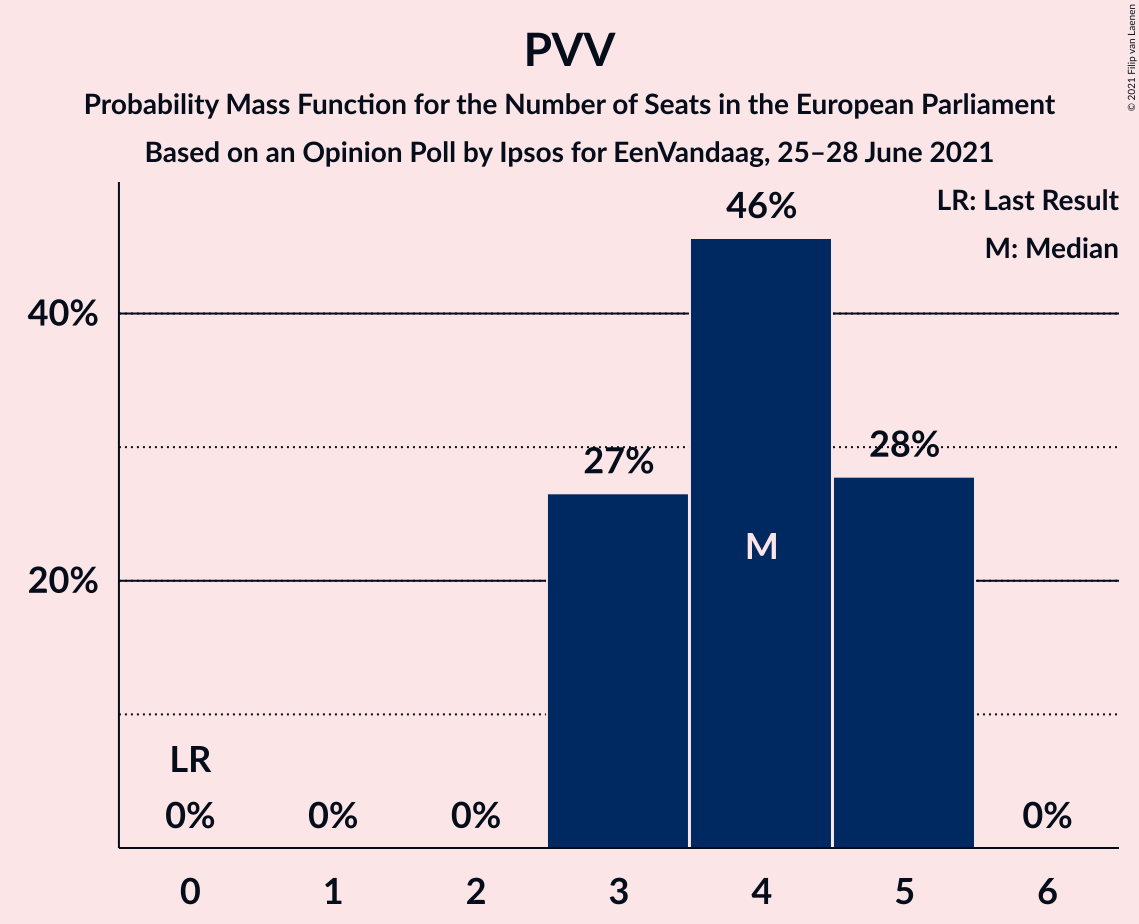 PVV
Probability Mass Function for the Number of Seats in the European Parliament
Based on an Opinion Poll by Ipsos for EenVandaag, 25–28 June 2021
© 2021 Filip van Laenen
LR: Last Result
M: Median
46%
40%
28%
27%
M
20%
LR
0%
0%
0%
0%
0
1
2
3
4
5
6